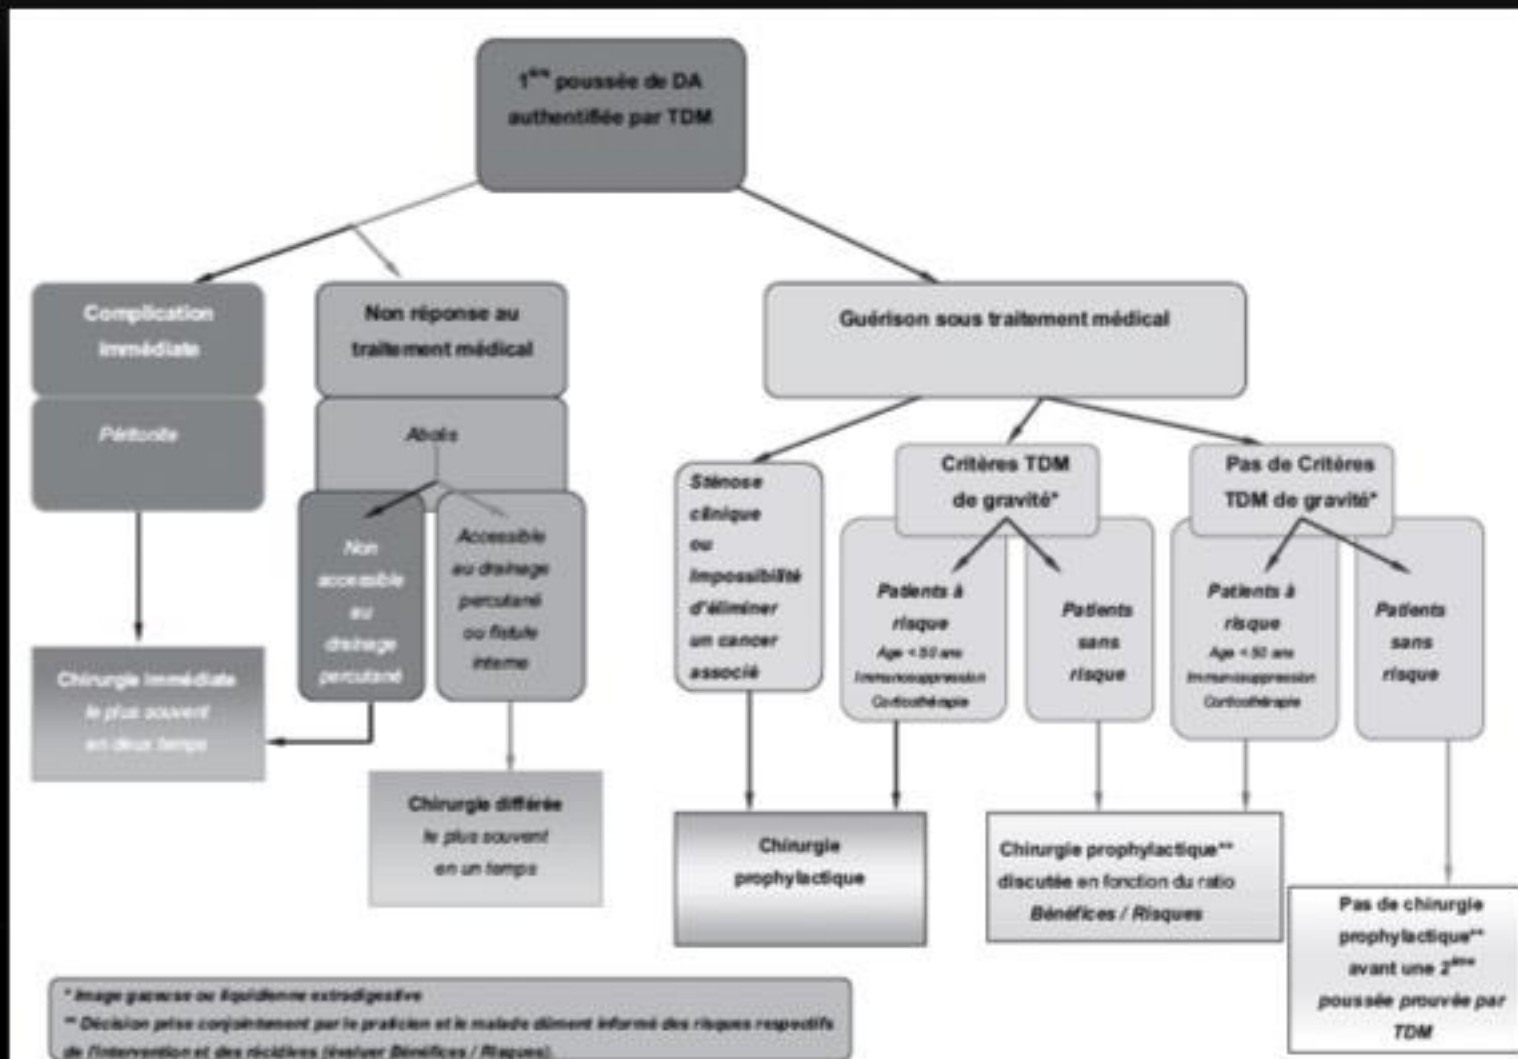 1ère poussée de DA
authentifiée par TDM
Complication
immédiate
Péritonite
Chirurgie immédiate
le plus souvent
en deux temps
Non réponse au
traitement médical
Abcès
Non
accessible
au
drainage
percutané
Accessible
au drainage
percutané
ou fistule
interne
Chirurgie différée
le plus souvent
en un temps
Guérison sous traitement médical
Sténose
clinique
ou
Impossibilité
d'éliminer
un cancer
associé
Critères TDM
de gravité*
Patients à
risque
Age < 50 ans
Immunosuppression
Corticothérapie
Patients
sans
risque
Pas de Critères
TDM de gravité*
Patients à
risque
Age < 50 ans
Immunosuppression
Corticothérapie
Patients
sans
risque
Chirurgie
prophylactique
Chirurgie prophylactique**
discutée en fonction du ratio
Bénéfices / Risques
Pas de chirurgie
prophylactique**
avant une 2ème
poussée prouvée par
TDM
* Image gazeuse ou liquidienne extradigestive
** Décision prise conjointement par le praticien et le malade dûment informé des risques respectifs
de l'intervention et des récidives (évaluer Bénéfices / Risques).